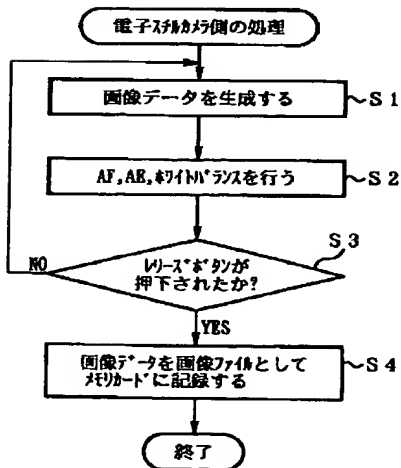 電子ｽﾁﾙｶﾒﾗ側の処理
画像データを生成する
S1
AF,AE,ﾎﾜｲﾄﾊﾞﾗﾝｽを行う
S2
S3
ﾚﾘｰｽﾞﾎﾞﾀﾝが
押下されたか?
NO
YES
画像ﾃﾞｰﾀを画像ﾌｧｲﾙとして
ﾒﾓﾘｶｰﾄﾞに記録する
S4
終了